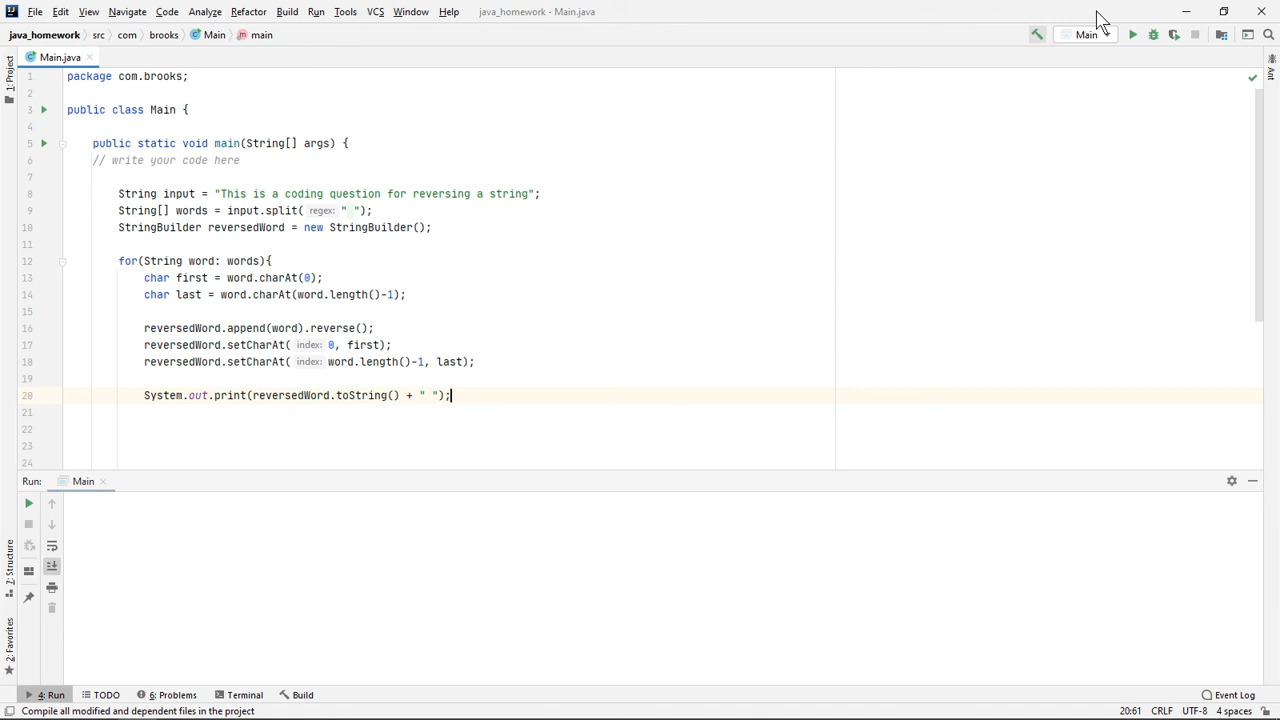 File Edit View Navigate Code Analyze Refactor Build Run Tools VCS Window Help java_homework - Main.java
java_homework src com brooks Main main Main
1: Project
Main.java
Ant
1 package com.brooks;
2
3 public class Main {
4
5 public static void main(String[] args) {
6 // write your code here
7
8 String input = "This is a coding question for reversing a string";
9 String[] words = input.split( regex: " ");
10 StringBuilder reversedWord = new StringBuilder();
11
12 for(String word: words){
13 char first = word.charAt(0);
14 char last = word.charAt(word.length()-1);
15
16 reversedWord.append(word).reverse();
17 reversedWord.setCharAt( index: 0, first);
18 reversedWord.setCharAt( index: word.length()-1, last);
19
20 System.out.print(reversedWord.toString() + " ");
21
22
23
24
Run: Main
7: Structure
2: Favorites
4: Run TODO 6: Problems Terminal Build Event Log
Compile all modified and dependent files in the project 20:61 CRLF UTF-8 4 spaces